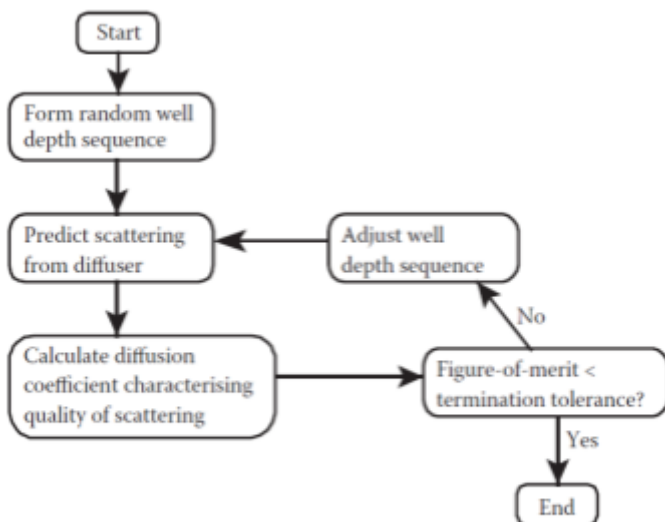 Start
Form random well
depth sequence
Predict scattering
from diffuser
Adjust well
depth sequence
No
Calculate diffusion
coefficient characterising
quality of scattering
Figure-of-merit <
termination tolerance?
Yes
End